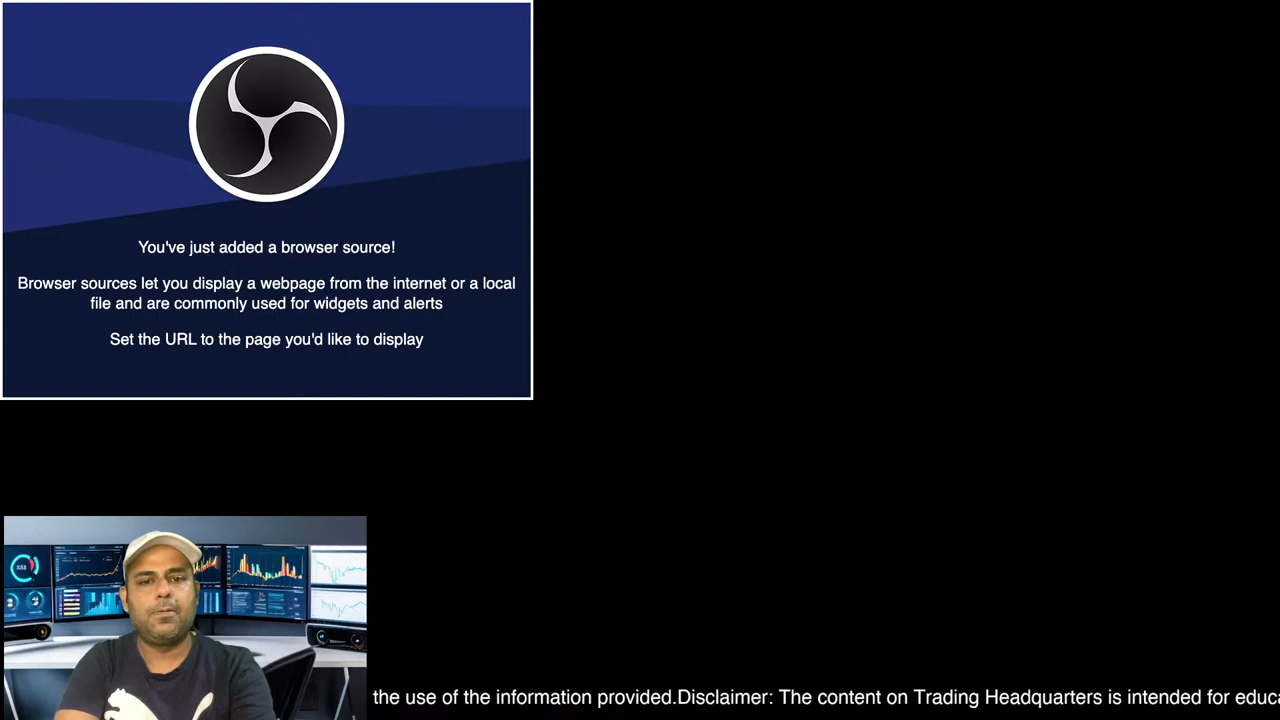 You've just added a browser source!
Browser sources let you display a webpage from the internet or a local
file and are commonly used for widgets and alerts
Set the URL to the page you'd like to display
the use of the information provided.Disclaimer: The content on Trading Headquarters is intended for educa